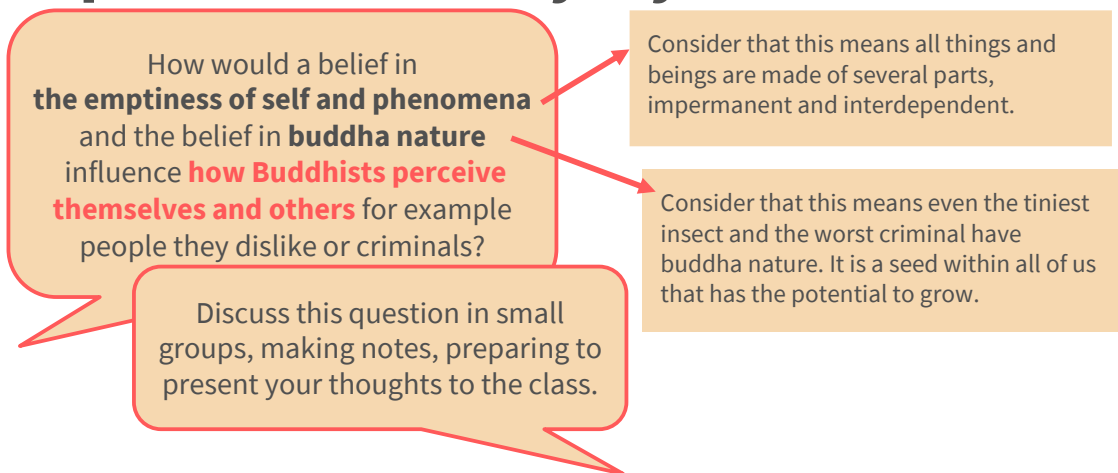 How would a belief in
the emptiness of self and phenomena
and the belief in buddha nature
influence how Buddhists perceive
themselves and others for example
people they dislike or criminals?
Consider that this means all things and
beings are made of several parts,
impermanent and interdependent.
Consider that this means even the tiniest
insect and the worst criminal have
buddha nature. It is a seed within all of us
that has the potential to grow.
Discuss this question in small
groups, making notes, preparing to
present your thoughts to the class.